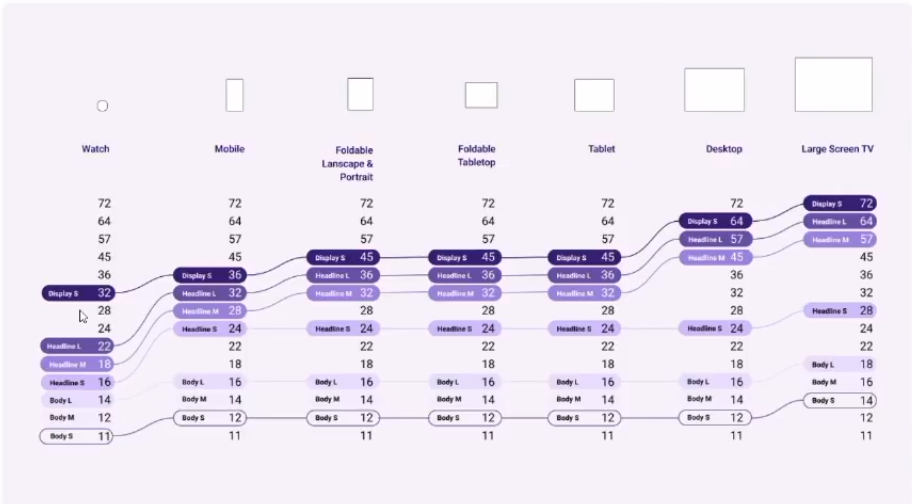 Watch Mobile Foldable Foldable Tablet Desktop Large Screen TV
Lanscape & Tabletop
Portrait
72 72 72 72 72 72 Display S 72
64 64 64 64 64 Display S 64 Headline L 64
57 57 57 57 57 Headline L 57 Headline M 57
45 45 Display S 45 Display S 45 Display S 45 Headline M 45 45
36 Display S 36 Headline L 36 Headline L 36 Headline L 36 36 36
Display S 32 Headline L 32 Headline M 32 Headline M 32 Headline M 32 32 32
28 Headline M 28 28 28 28 28 Headline S 28
24 Headline S 24 Headline S 24 Headline S 24 Headline S 24 Headline S 24 24
Headline L 22 22 22 22 22 22 22
Headline M 18 18 18 18 18 18 Body L 18
Headline S 16 Body L 16 Body L 16 Body L 16 Body L 16 Body L 16 Body M 16
Body L 14 Body M 14 Body M 14 Body M 14 Body M 14 Body M 14 Body S 14
Body M 12 Body S 12 Body S 12 Body S 12 Body S 12 Body S 12 12
Body S 11 11 11 11 11 11 11